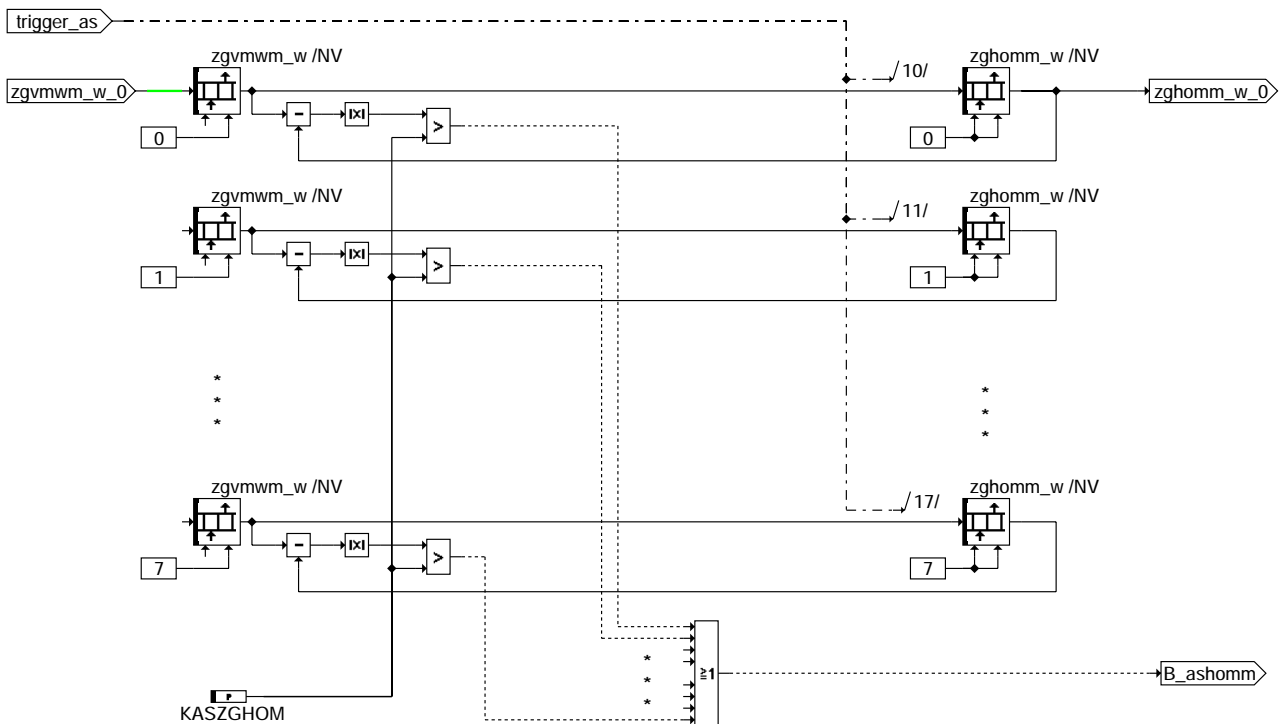 trigger_as
zgvmwm_w /NV
zghomm_w /NV
/10/
zgvmwm_w_0
zghomm_w_0
-
|x|
>
0
0
zgvmwm_w /NV
zghomm_w /NV
/11/
-
|x|
>
1
1
*
*
*
*
*
*
zgvmwm_w /NV
zghomm_w /NV
/17/
-
|x|
>
7
7
*
*
*
≥1
B_ashomm
P
KASZGHOM